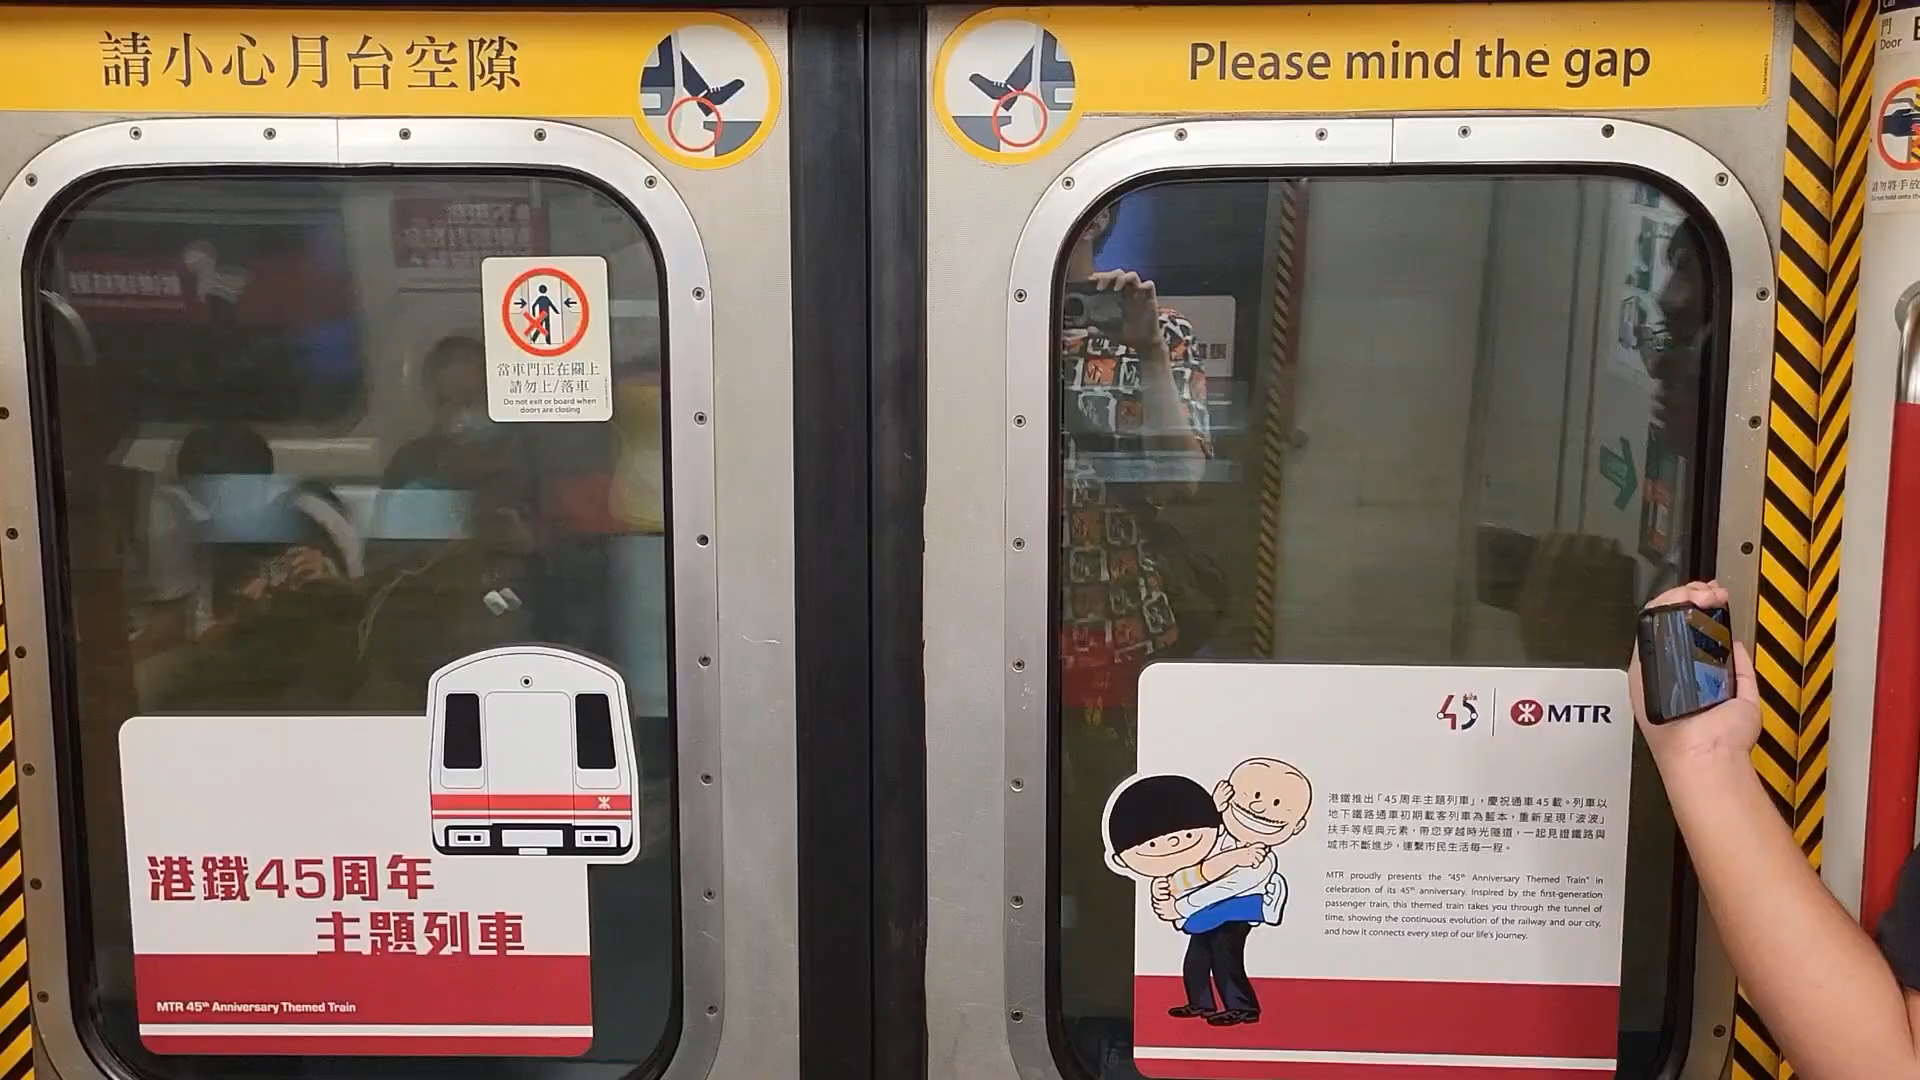 請小心月台空隙
Please mind the gap
門
Door
當車門正在關上
請勿上/落車
Do not exit or board when
doors are closing
港鐵45周年
主題列車
MTR 45th Anniversary Themed Train
45 MTR
港鐵推出「45周年主題列車」，慶祝通車45載。列車以
地下鐵路通車初期載客列車為藍本，重新呈現「波波」
扶手等經典元素，帶您穿越時光隧道，一起見證鐵路與
城市不斷進步，連繫市民生活每一程。
MTR proudly presents the "45th Anniversary Themed Train" in
celebration of its 45th anniversary. Inspired by the first-generation
passenger train, this themed train takes you through the tunnel of
time, showing the continuous evolution of the railway and our city,
and how it connects every step of our life's journey.
請勿將手放